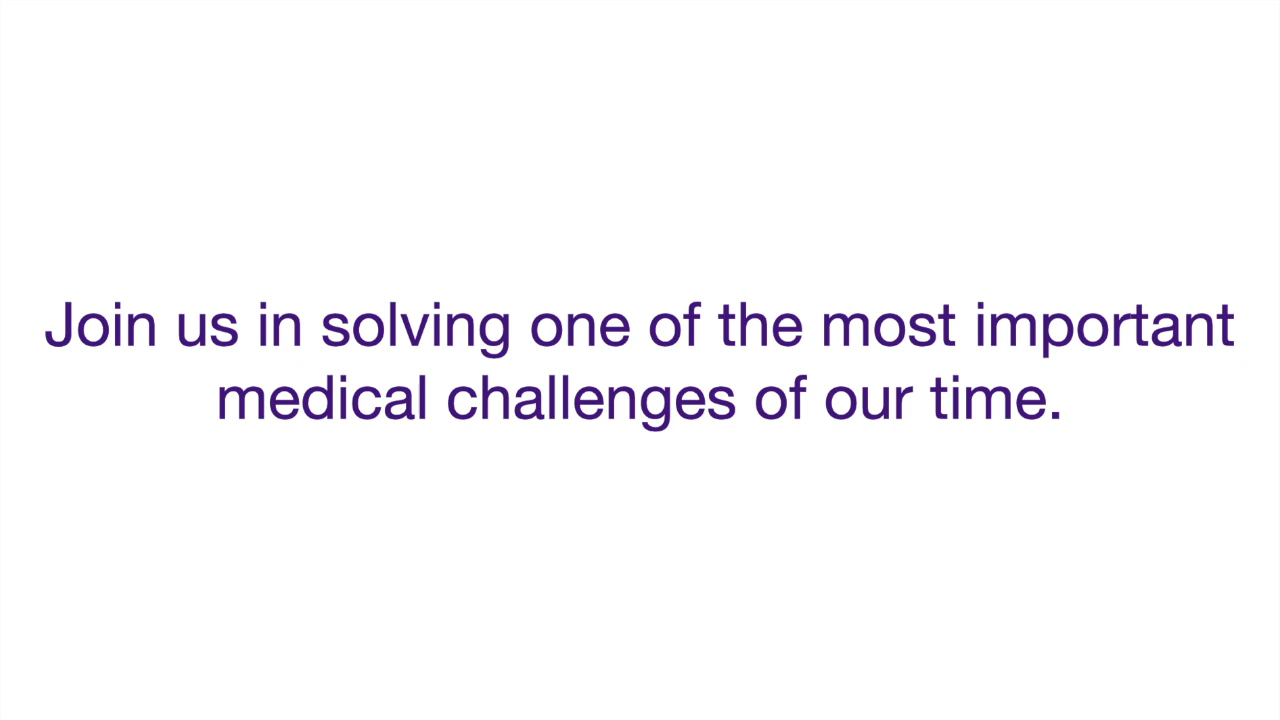 Join us in solving one of the most important
medical challenges of our time.